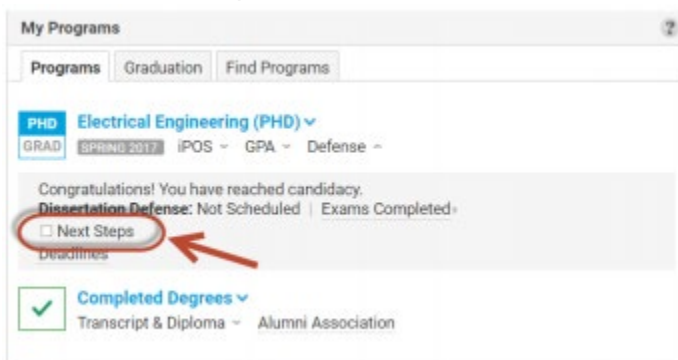 My Programs ?
Programs Graduation Find Programs
PHD Electrical Engineering (PHD)
GRAD SPRING 2017 iPOS GPA Defense
Congratulations! You have reached candidacy.
Dissertation Defense: Not Scheduled | Exams Completed
Next Steps
Deadlines
Completed Degrees
Transcript & Diploma Alumni Association